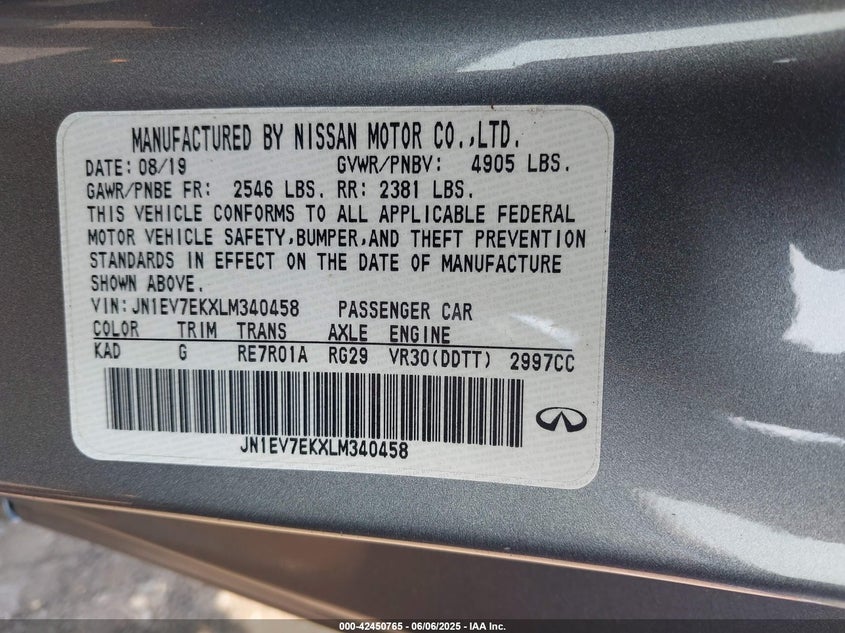 MANUFACTURED BY NISSAN MOTOR CO.,LTD.
DATE: 08/19 GVWR/PNBV: 4905 LBS.
GAWR/PNBE FR: 2546 LBS. RR: 2381 LBS.
THIS VEHICLE CONFORMS TO ALL APPLICABLE FEDERAL
MOTOR VEHICLE SAFETY,BUMPER,AND THEFT PREVENTION
STANDARDS IN EFFECT ON THE DATE OF MANUFACTURE
SHOWN ABOVE.
VIN: JN1EV7EKXLM340458 PASSENGER CAR
COLOR TRIM TRANS AXLE ENGINE
KAD G RE7R01A RG29 VR30(DDTT) 2997CC
JN1EV7EKXLM340458
000-42450765 - 06/06/2025 - IAA Inc.